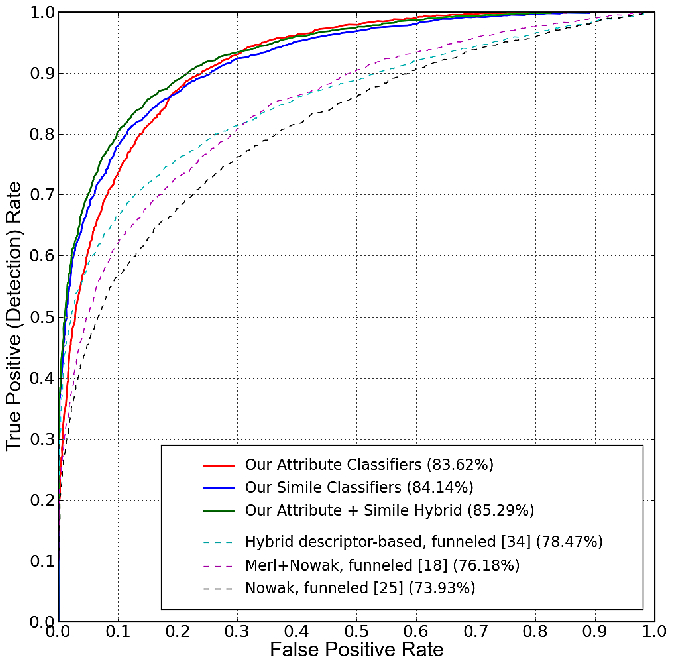 1.0
0.9
0.8
0.7
0.6
0.5
0.4
0.3
0.2
0.1
0.0
True Positive (Detection) Rate
Our Attribute Classifiers (83.62%)
Our Simile Classifiers (84.14%)
Our Attribute + Simile Hybrid (85.29%)
Hybrid descriptor-based, funneled [34] (78.47%)
Merl+Nowak, funneled [18] (76.18%)
Nowak, funneled [25] (73.93%)
0.0 0.1 0.2 0.3 0.4 0.5 0.6 0.7 0.8 0.9 1.0
False Positive Rate